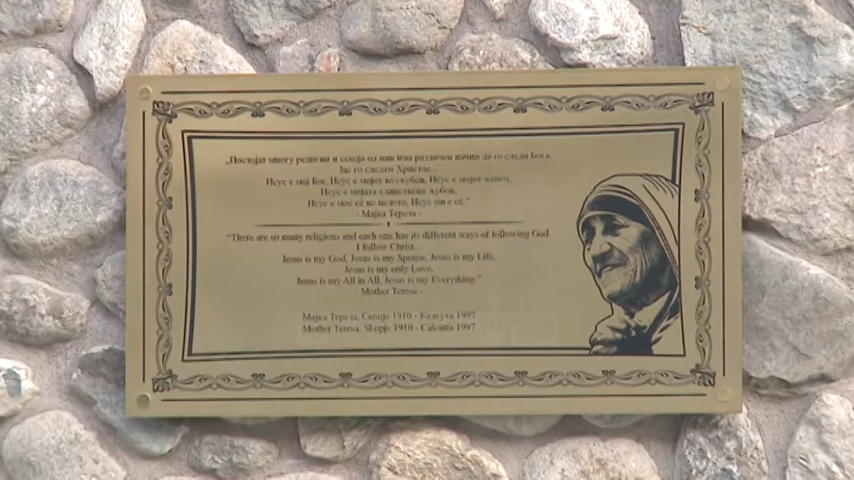 „Постојат многу религии и секоја од нив има различен начин да го следи Бога.
Јас го следам Христос...
Исус е мој Бог, Исус е мојот возљубен, Исус е мојот живот,
Исус е мојата единствена љубов,
Исус е мое сѐ во целото, Исус ми е сѐ."
- Мајка Тереза -
"There are so many religions and each one has its different ways of following God.
I follow Christ...
Jesus is my God, Jesus is my Spouse, Jesus is my Life,
Jesus is my only Love,
Jesus is my All in All, Jesus is my Everything."
- Mother Teresa -
Мајка Тереза, Скопје 1910 - Калкута 1997
Mother Teresa, Skopje 1910 - Calcutta 1997